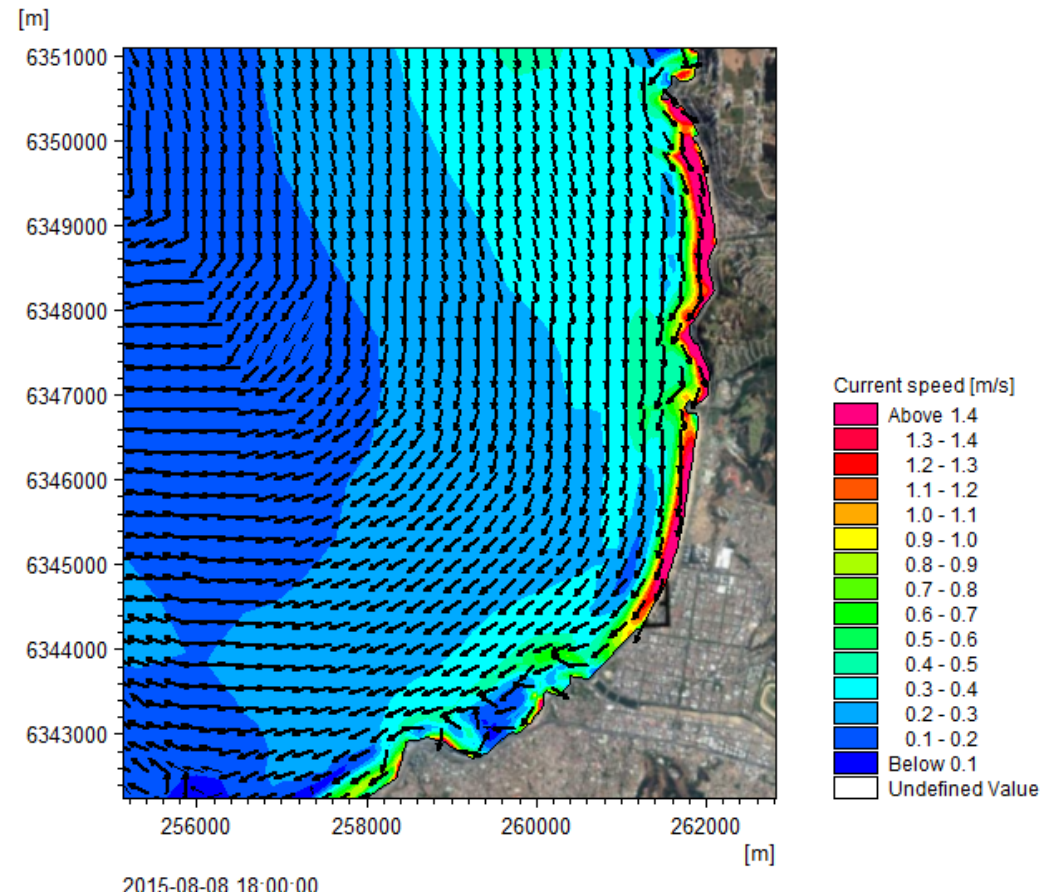 [m]
6351000
6350000
6349000
6348000
6347000
6346000
6345000
6344000
6343000
256000 258000 260000 262000
[m]
2015-08-08 18:00:00
Current speed [m/s]
Above 1.4
1.3 - 1.4
1.2 - 1.3
1.1 - 1.2
1.0 - 1.1
0.9 - 1.0
0.8 - 0.9
0.7 - 0.8
0.6 - 0.7
0.5 - 0.6
0.4 - 0.5
0.3 - 0.4
0.2 - 0.3
0.1 - 0.2
Below 0.1
Undefined Value